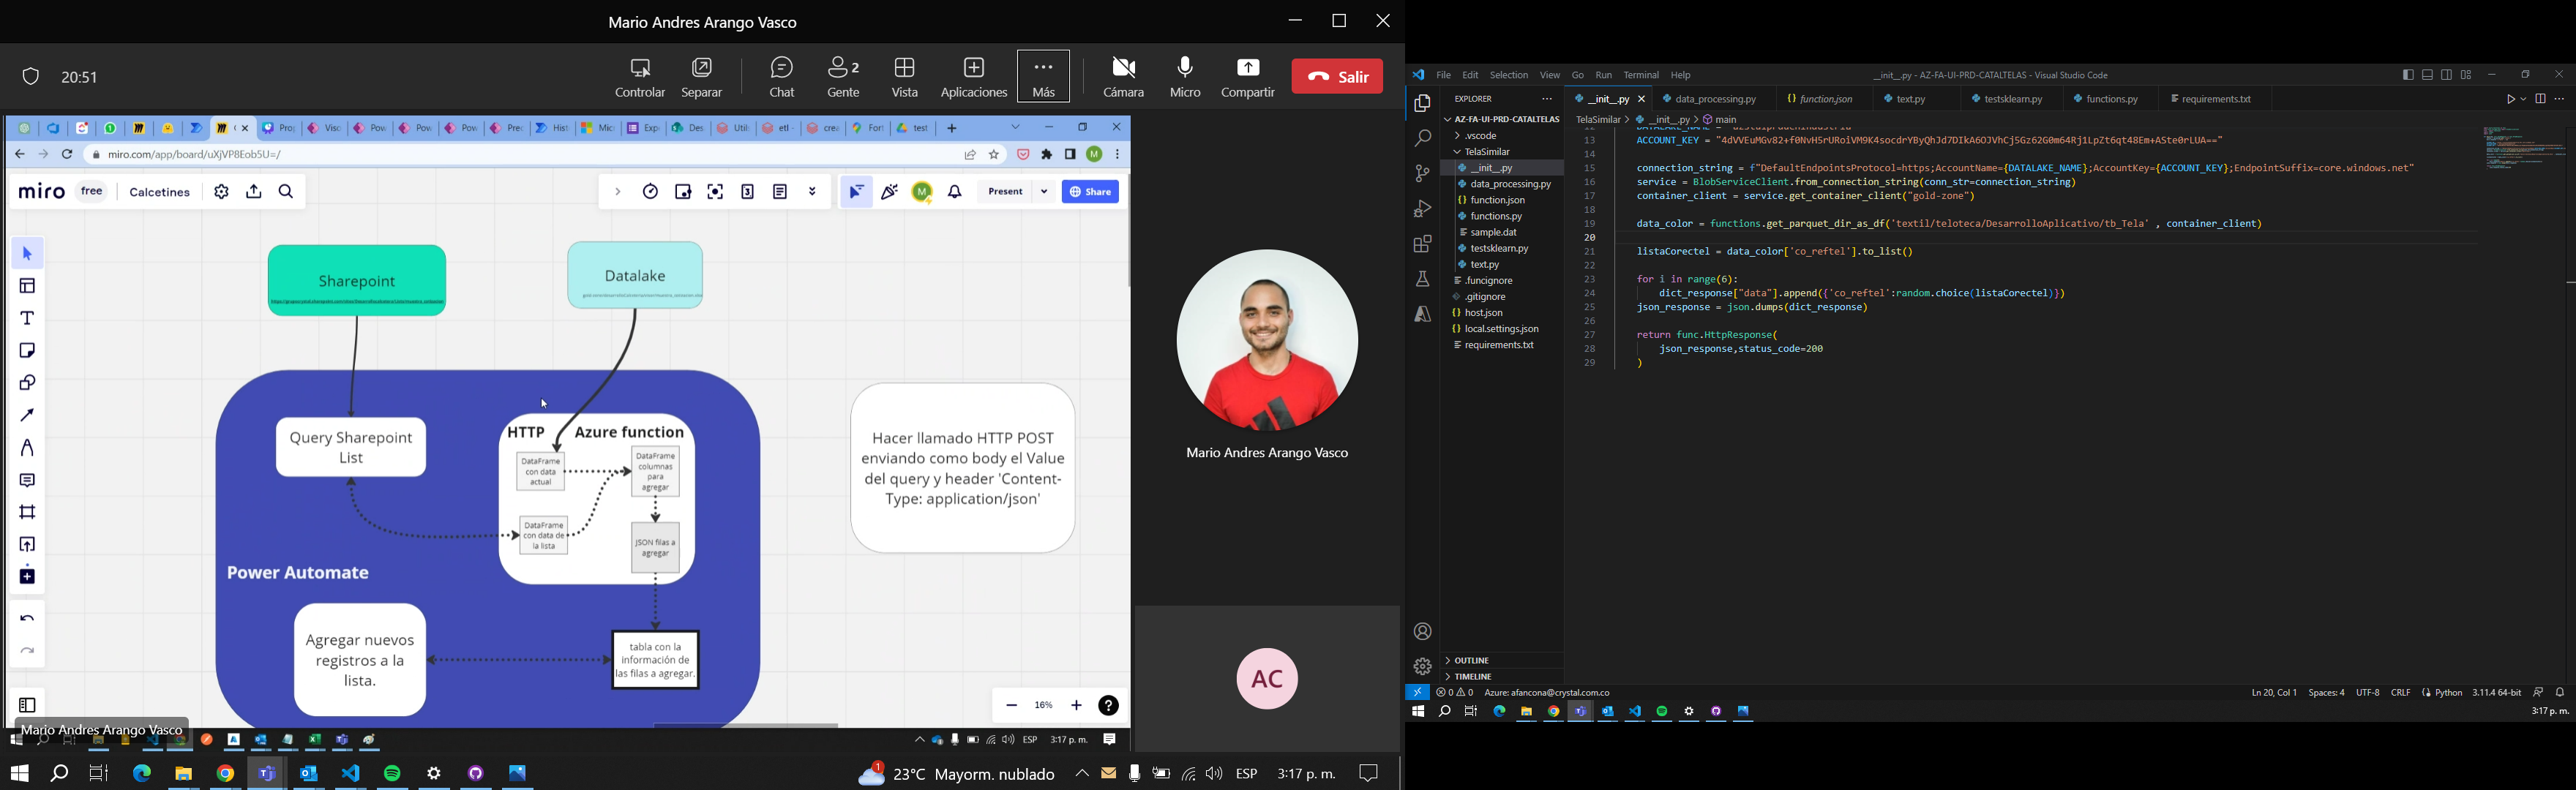 Mario Andres Arango Vasco
20:51
Controlar
Separar
Chat
2
Gente
Vista
Aplicaciones
Más
Cámara
Micro
Compartir
Salir
miro.com/app/board/uXjVP8Eob5U=/
miro
free
Calcetines
Present
Share
Sharepoint
Datalake
Query Sharepoint
List
HTTP
Azure function
DataFrame
con data
actual
DataFrame
columnas
para
agregar
DataFrame
con data de
la lista
JSON filas a
agregar
Power Automate
Agregar nuevos
registros a la
lista.
tabla con la
información de
las filas a agregar.
Hacer llamado HTTP POST
enviando como body el Value
del query y header 'Content-
Type: application/json'
16%
Mario Andres Arango Vasco
ESP
3:17 p. m.
Mario Andres Arango Vasco
AC
1
23°C Mayorm. nublado
ESP
3:17 p. m.
File Edit Selection View Go Run Terminal Help
__init__.py - AZ-FA-UI-PRD-CATALTELAS - Visual Studio Code
EXPLORER
AZ-FA-UI-PRD-CATALTELAS
.vscode
TelaSimilar
__init__.py
data_processing.py
function.json
functions.py
sample.dat
testsklearn.py
text.py
.funcignore
.gitignore
host.json
local.settings.json
requirements.txt
OUTLINE
TIMELINE
__init__.py
data_processing.py
function.json
text.py
testsklearn.py
functions.py
requirements.txt
TelaSimilar > __init__.py > main
13 ACCOUNT_KEY =
14
15 connection_string = f"DefaultEndpointsProtocol=https;AccountName={DATALAKE_NAME};AccountKey={ACCOUNT_KEY};EndpointSuffix=core.windows.net"
16 service = BlobServiceClient.from_connection_string(conn_str=connection_string)
17 container_client = service.get_container_client("gold-zone")
18
19 data_color = functions.get_parquet_dir_as_df('textil/teloteca/DesarrolloAplicativo/tb_Tela' , container_client)
20
21 listaCorectel = data_color['co_reftel'].to_list()
22
23 for i in range(6):
24 dict_response["data"].append({'co_reftel':random.choice(listaCorectel)})
25 json_response = json.dumps(dict_response)
26
27 return func.HttpResponse(
28 json_response,status_code=200
29 )
0 0 Azure: afancona@crystal.com.co
Ln 20, Col 1 Spaces: 4 UTF-8 CRLF Python 3.11.4 64-bit
3:17 p. m.